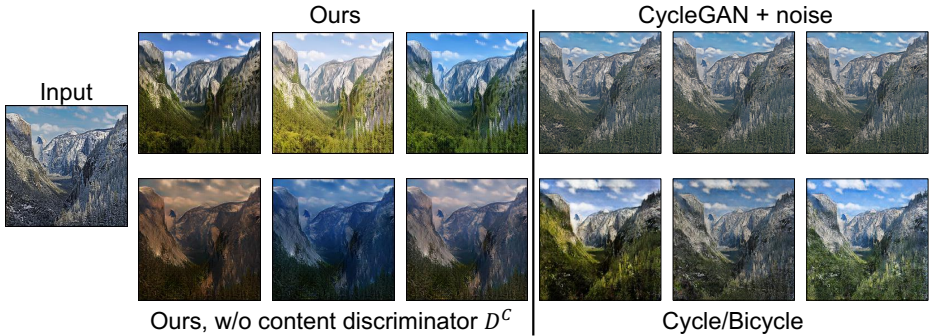 Ours
CycleGAN + noise
Input
Ours, w/o content discriminator $D^C$
Cycle/Bicycle